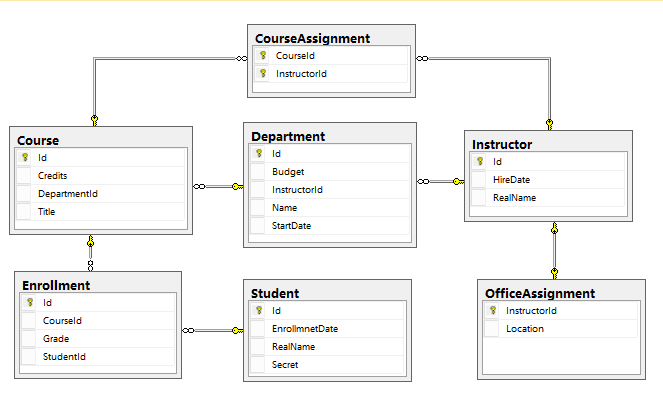 CourseAssignment
CourseId
InstructorId
Course
Id
Credits
DepartmentId
Title
Department
Id
Budget
InstructorId
Name
StartDate
Instructor
Id
HireDate
RealName
Enrollment
Id
CourseId
Grade
StudentId
Student
Id
EnrollmnetDate
RealName
Secret
OfficeAssignment
InstructorId
Location